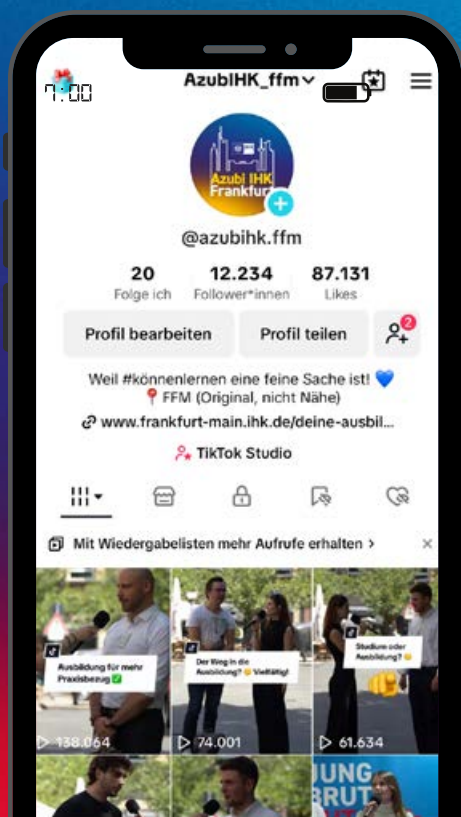 7:00
AzubIHK_ffm
Azubi IHK
Frankfurt
@azubihk.ffm
20 12.234 87.131
Folge ich Follower*innen Likes
Profil bearbeiten Profil teilen 2
Weil #könnenlernen eine feine Sache ist! 💙
📍 FFM (Original, nicht Nähe)
www.frankfurt-main.ihk.de/deine-ausbil...
TikTok Studio
Mit Wiedergabelisten mehr Aufrufe erhalten > ×
Ausbildung für mehr
Praxisbezug ✅
138.064
Der Weg in die
Ausbildung? 😊 Vielfältig!
74.001
Studium oder
Ausbildung? 😊
61.634
JUNG
BRUT